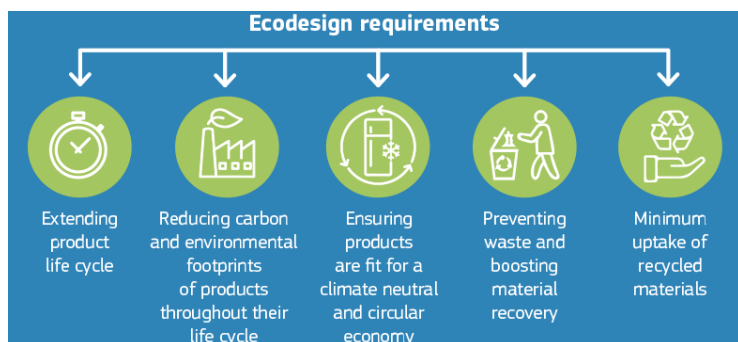 Ecodesign requirements
Extending
product
life cycle
Reducing carbon
and environmental
footprints
of products
throughout their
life cycle
Ensuring
products
are fit for a
climate neutral
and circular
economy
Preventing
waste and
boosting
material
recovery
Minimum
uptake of
recycled
materials